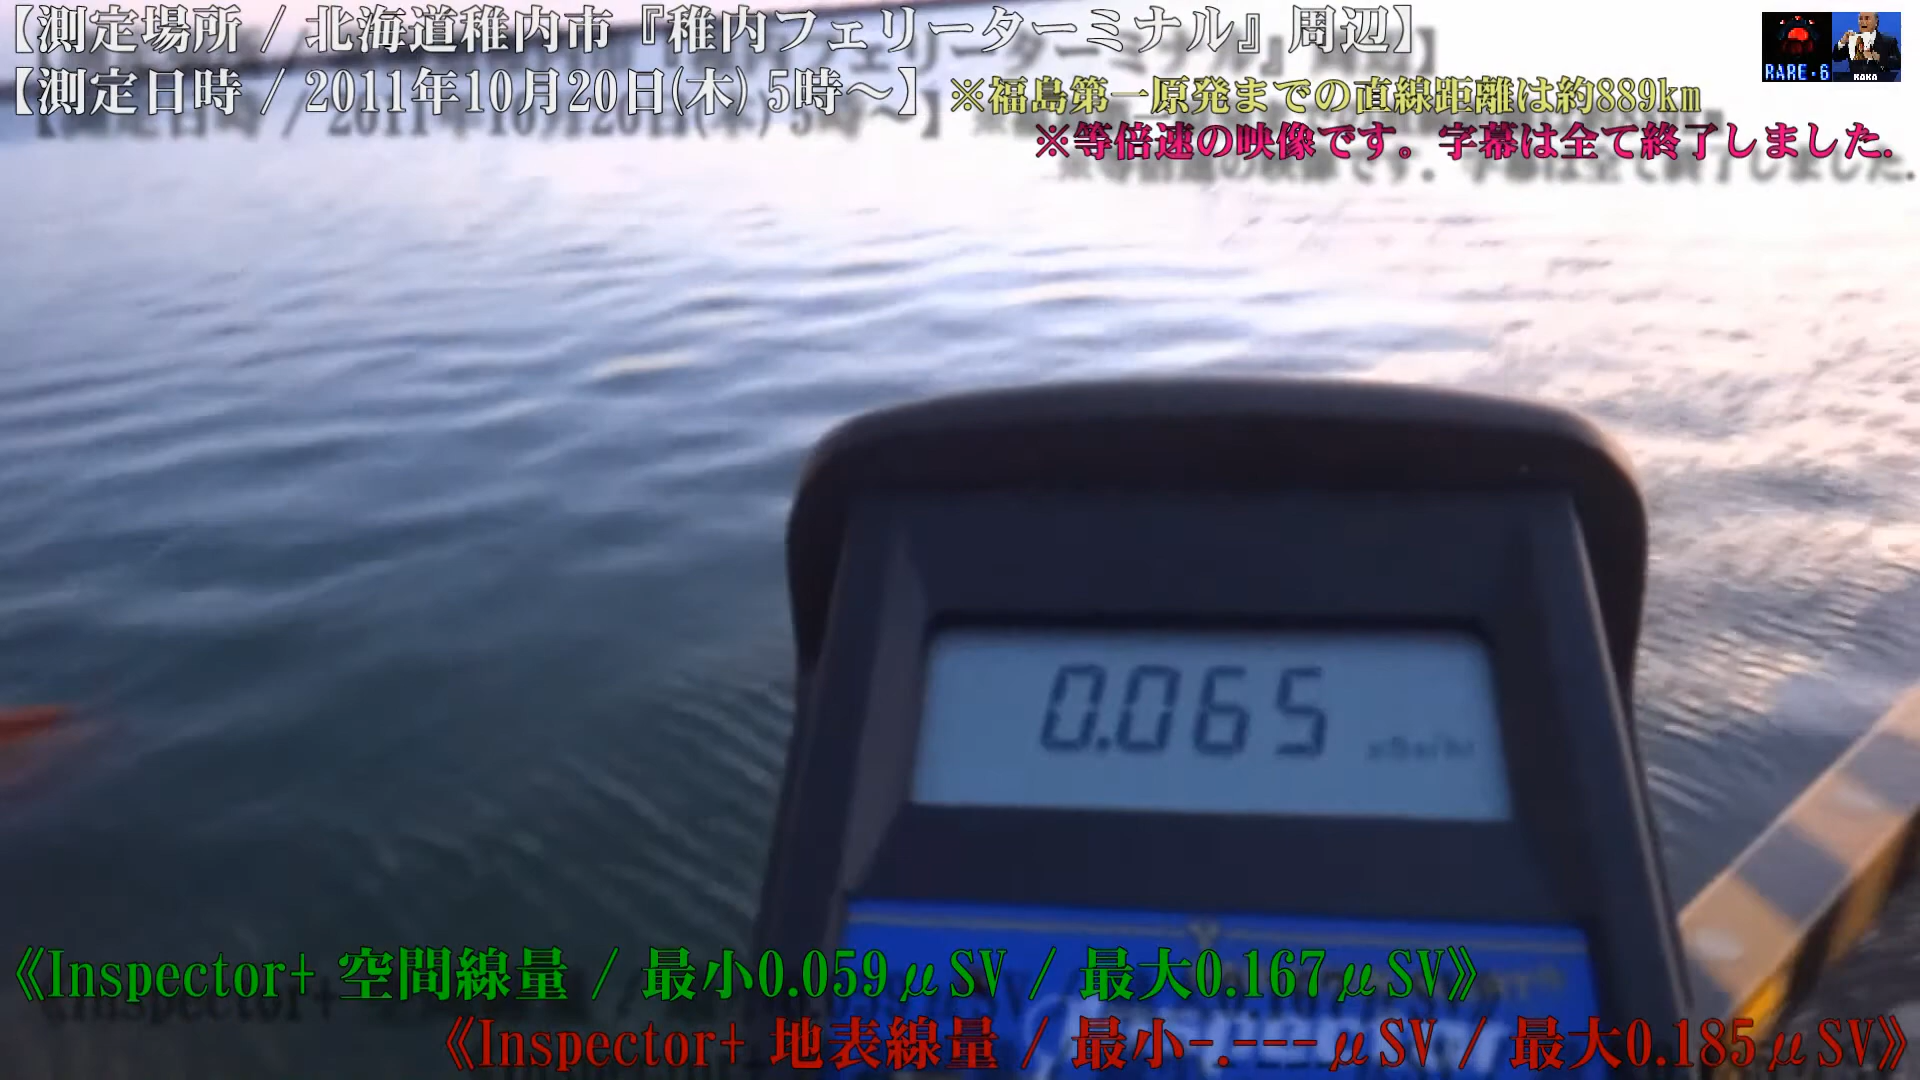 【測定場所 / 北海道稚内市『稚内フェリーターミナル』周辺】
【測定日時 / 2011年10月20日(木) 5時～】
※福島第一原発までの直線距離は約889km
※等倍速の映像です。字幕は全て終了しました.
RARE・6
ROKO
0.065
《Inspector+ 空間線量 / 最小0.059μSV / 最大0.167μSV》
《Inspector+ 地表線量 / 最小-.---μSV / 最大0.185μSV》